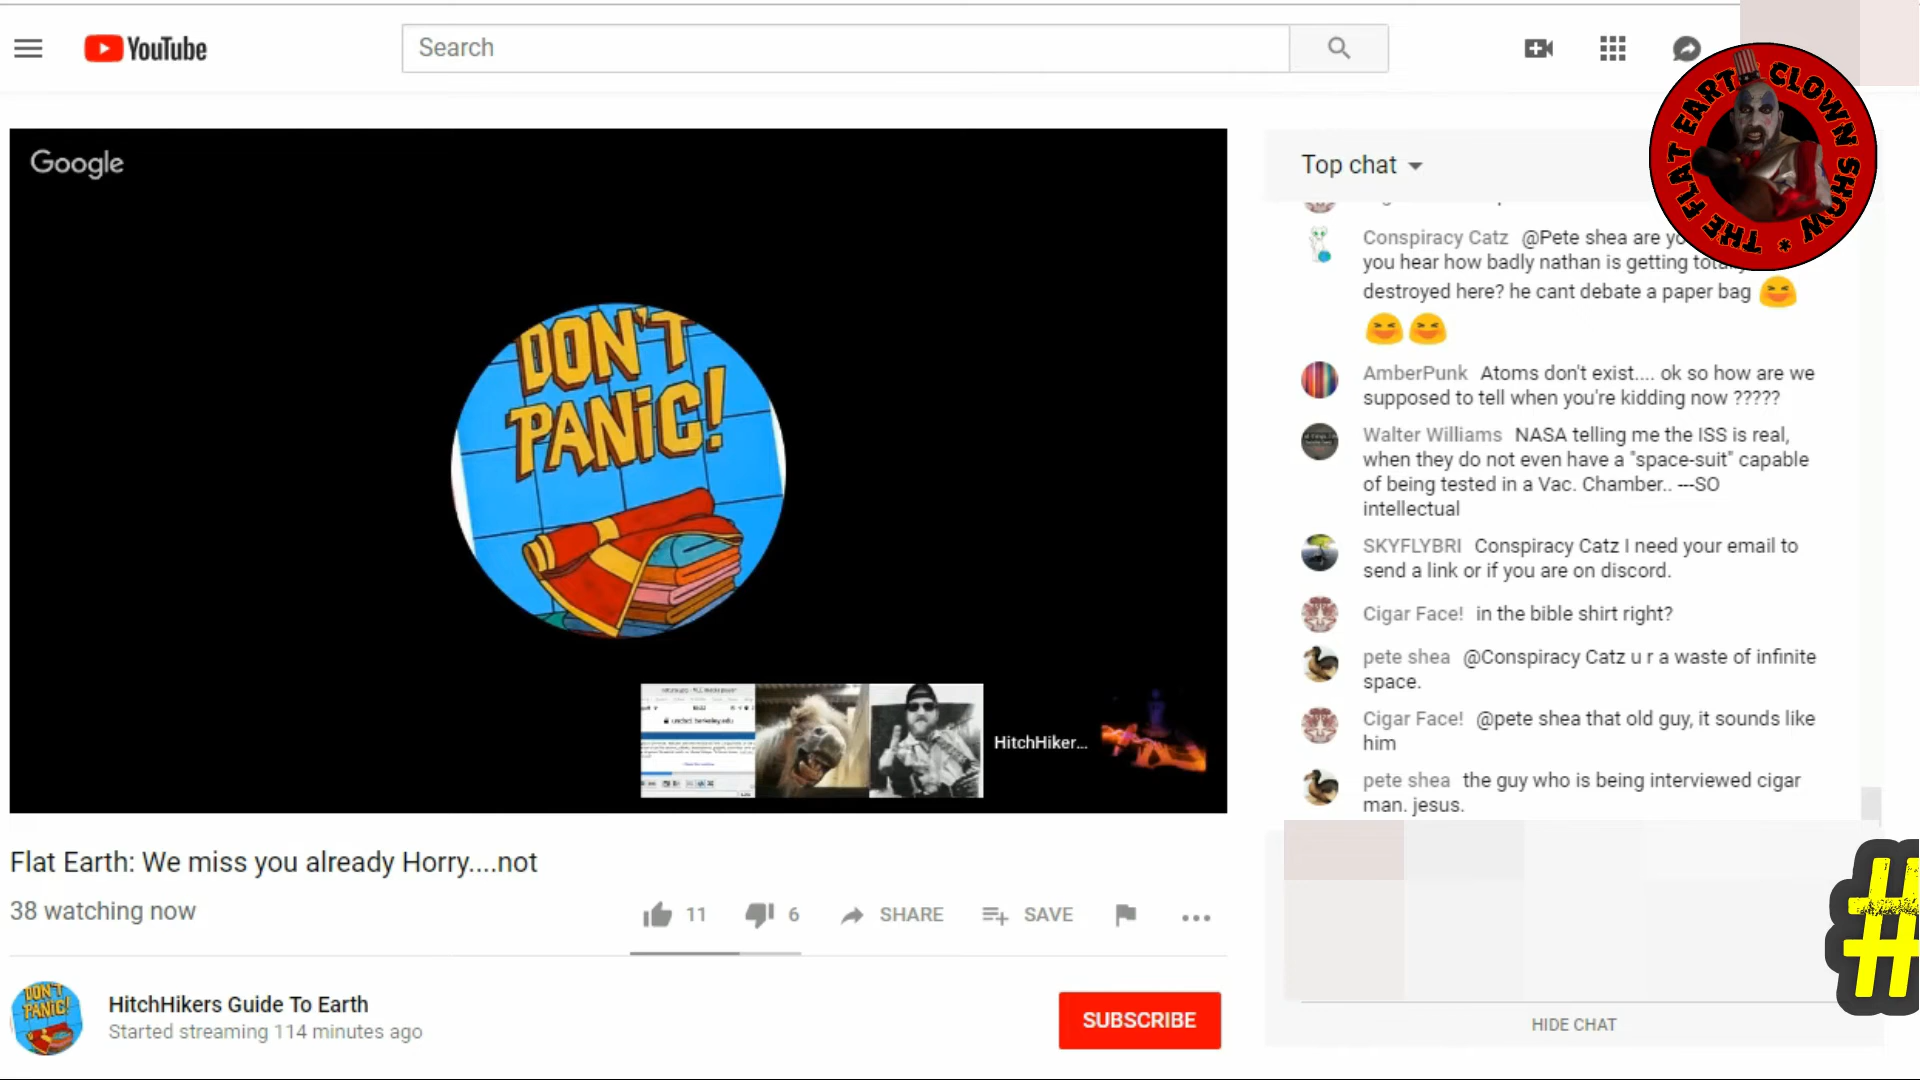 YouTube
Search
THE FLAT EARTH CLOWN SHOW *
Google
DON'T
PANIC!
HitchHiker...
Top chat
Conspiracy Catz @Pete shea are
you hear how badly nathan is getting
destroyed here? he cant debate a paper bag
AmberPunk Atoms don't exist.... ok so how are we
supposed to tell when you're kidding now ?????
Walter Williams NASA telling me the ISS is real,
when they do not even have a "space-suit" capable
of being tested in a Vac. Chamber.. ---SO
intellectual
SKYFLYBRI Conspiracy Catz I need your email to
send a link or if you are on discord.
Cigar Face! in the bible shirt right?
pete shea @Conspiracy Catz u r a waste of infinite
space.
Cigar Face! @pete shea that old guy, it sounds like
him
pete shea the guy who is being interviewed cigar
man. jesus.
Flat Earth: We miss you already Horry....not
38 watching now
11
6
SHARE
SAVE
#
DON'T
PANIC!
HitchHikers Guide To Earth
Started streaming 114 minutes ago
SUBSCRIBE
HIDE CHAT